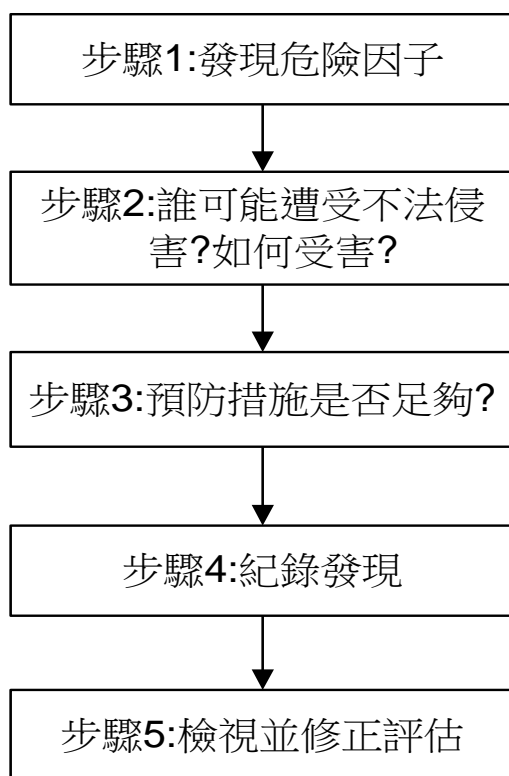 步驟1:發現危險因子
步驟2:誰可能遭受不法侵
害?如何受害?
步驟3:預防措施是否足夠?
步驟4:紀錄發現
步驟5:檢視並修正評估